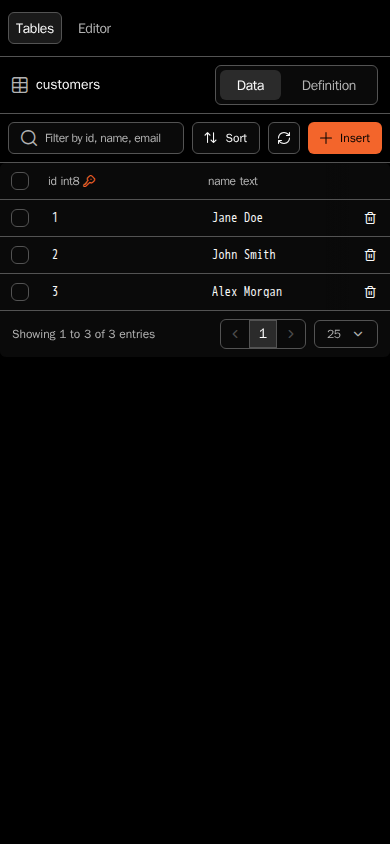 Tables Editor
customers Data Definition
Filter by id, name, email Sort Insert
id int8 name text
1 Jane Doe
2 John Smith
3 Alex Morgan
Showing 1 to 3 of 3 entries 1 25